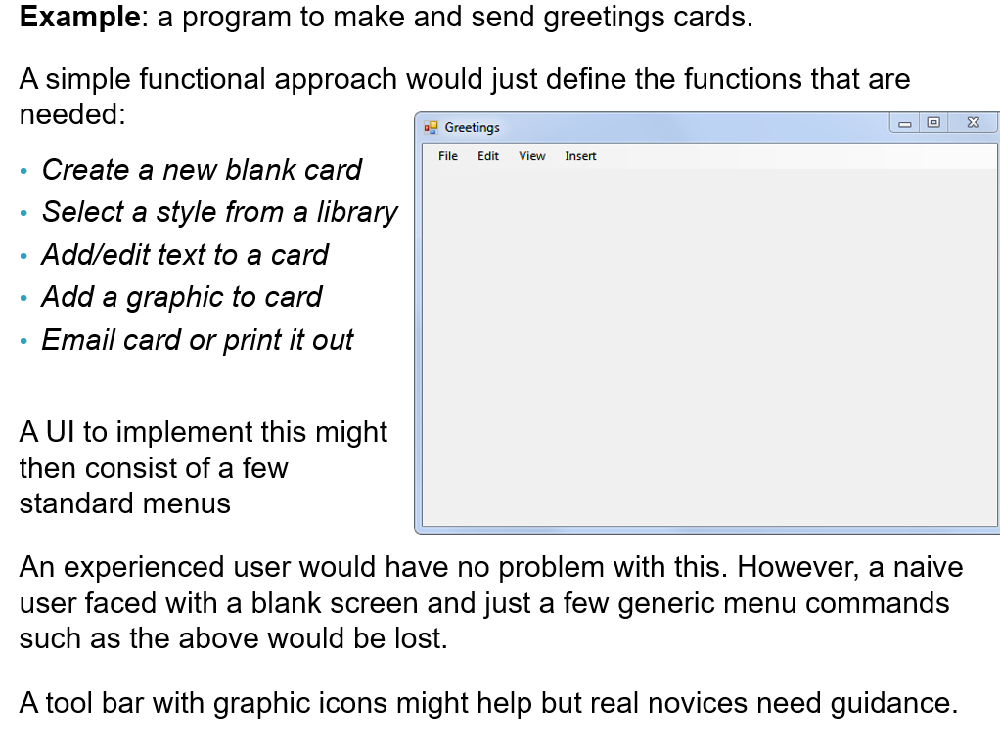 Example: a program to make and send greetings cards.
A simple functional approach would just define the functions that are
needed:
Greetings
File Edit View Insert
• Create a new blank card
• Select a style from a library
• Add/edit text to a card
• Add a graphic to card
• Email card or print it out
A UI to implement this might
then consist of a few
standard menus
An experienced user would have no problem with this. However, a naive
user faced with a blank screen and just a few generic menu commands
such as the above would be lost.
A tool bar with graphic icons might help but real novices need guidance.